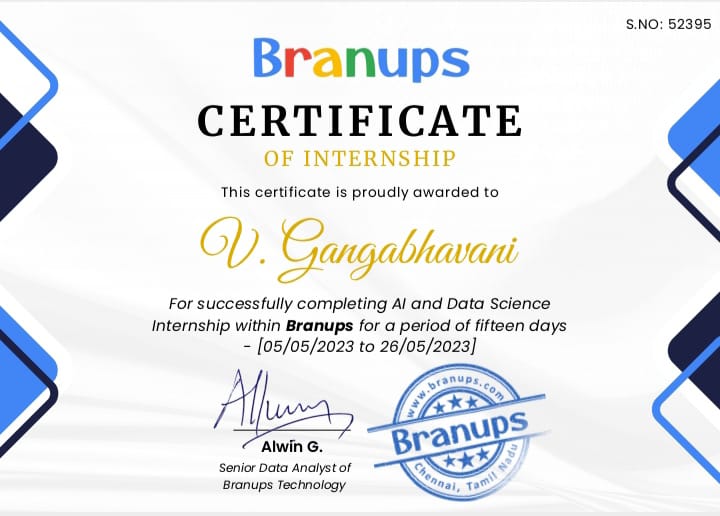 S.NO: 52395
Branups
CERTIFICATE
OF INTERNSHIP
This certificate is proudly awarded to
V. Gangabhavani
For successfully completing AI and Data Science
Internship within Branups for a period of fifteen days
- [05/05/2023 to 26/05/2023]
Alwin G.
Senior Data Analyst of
Branups Technology
www.branups.com
Branups
Chennai, Tamil Nadu